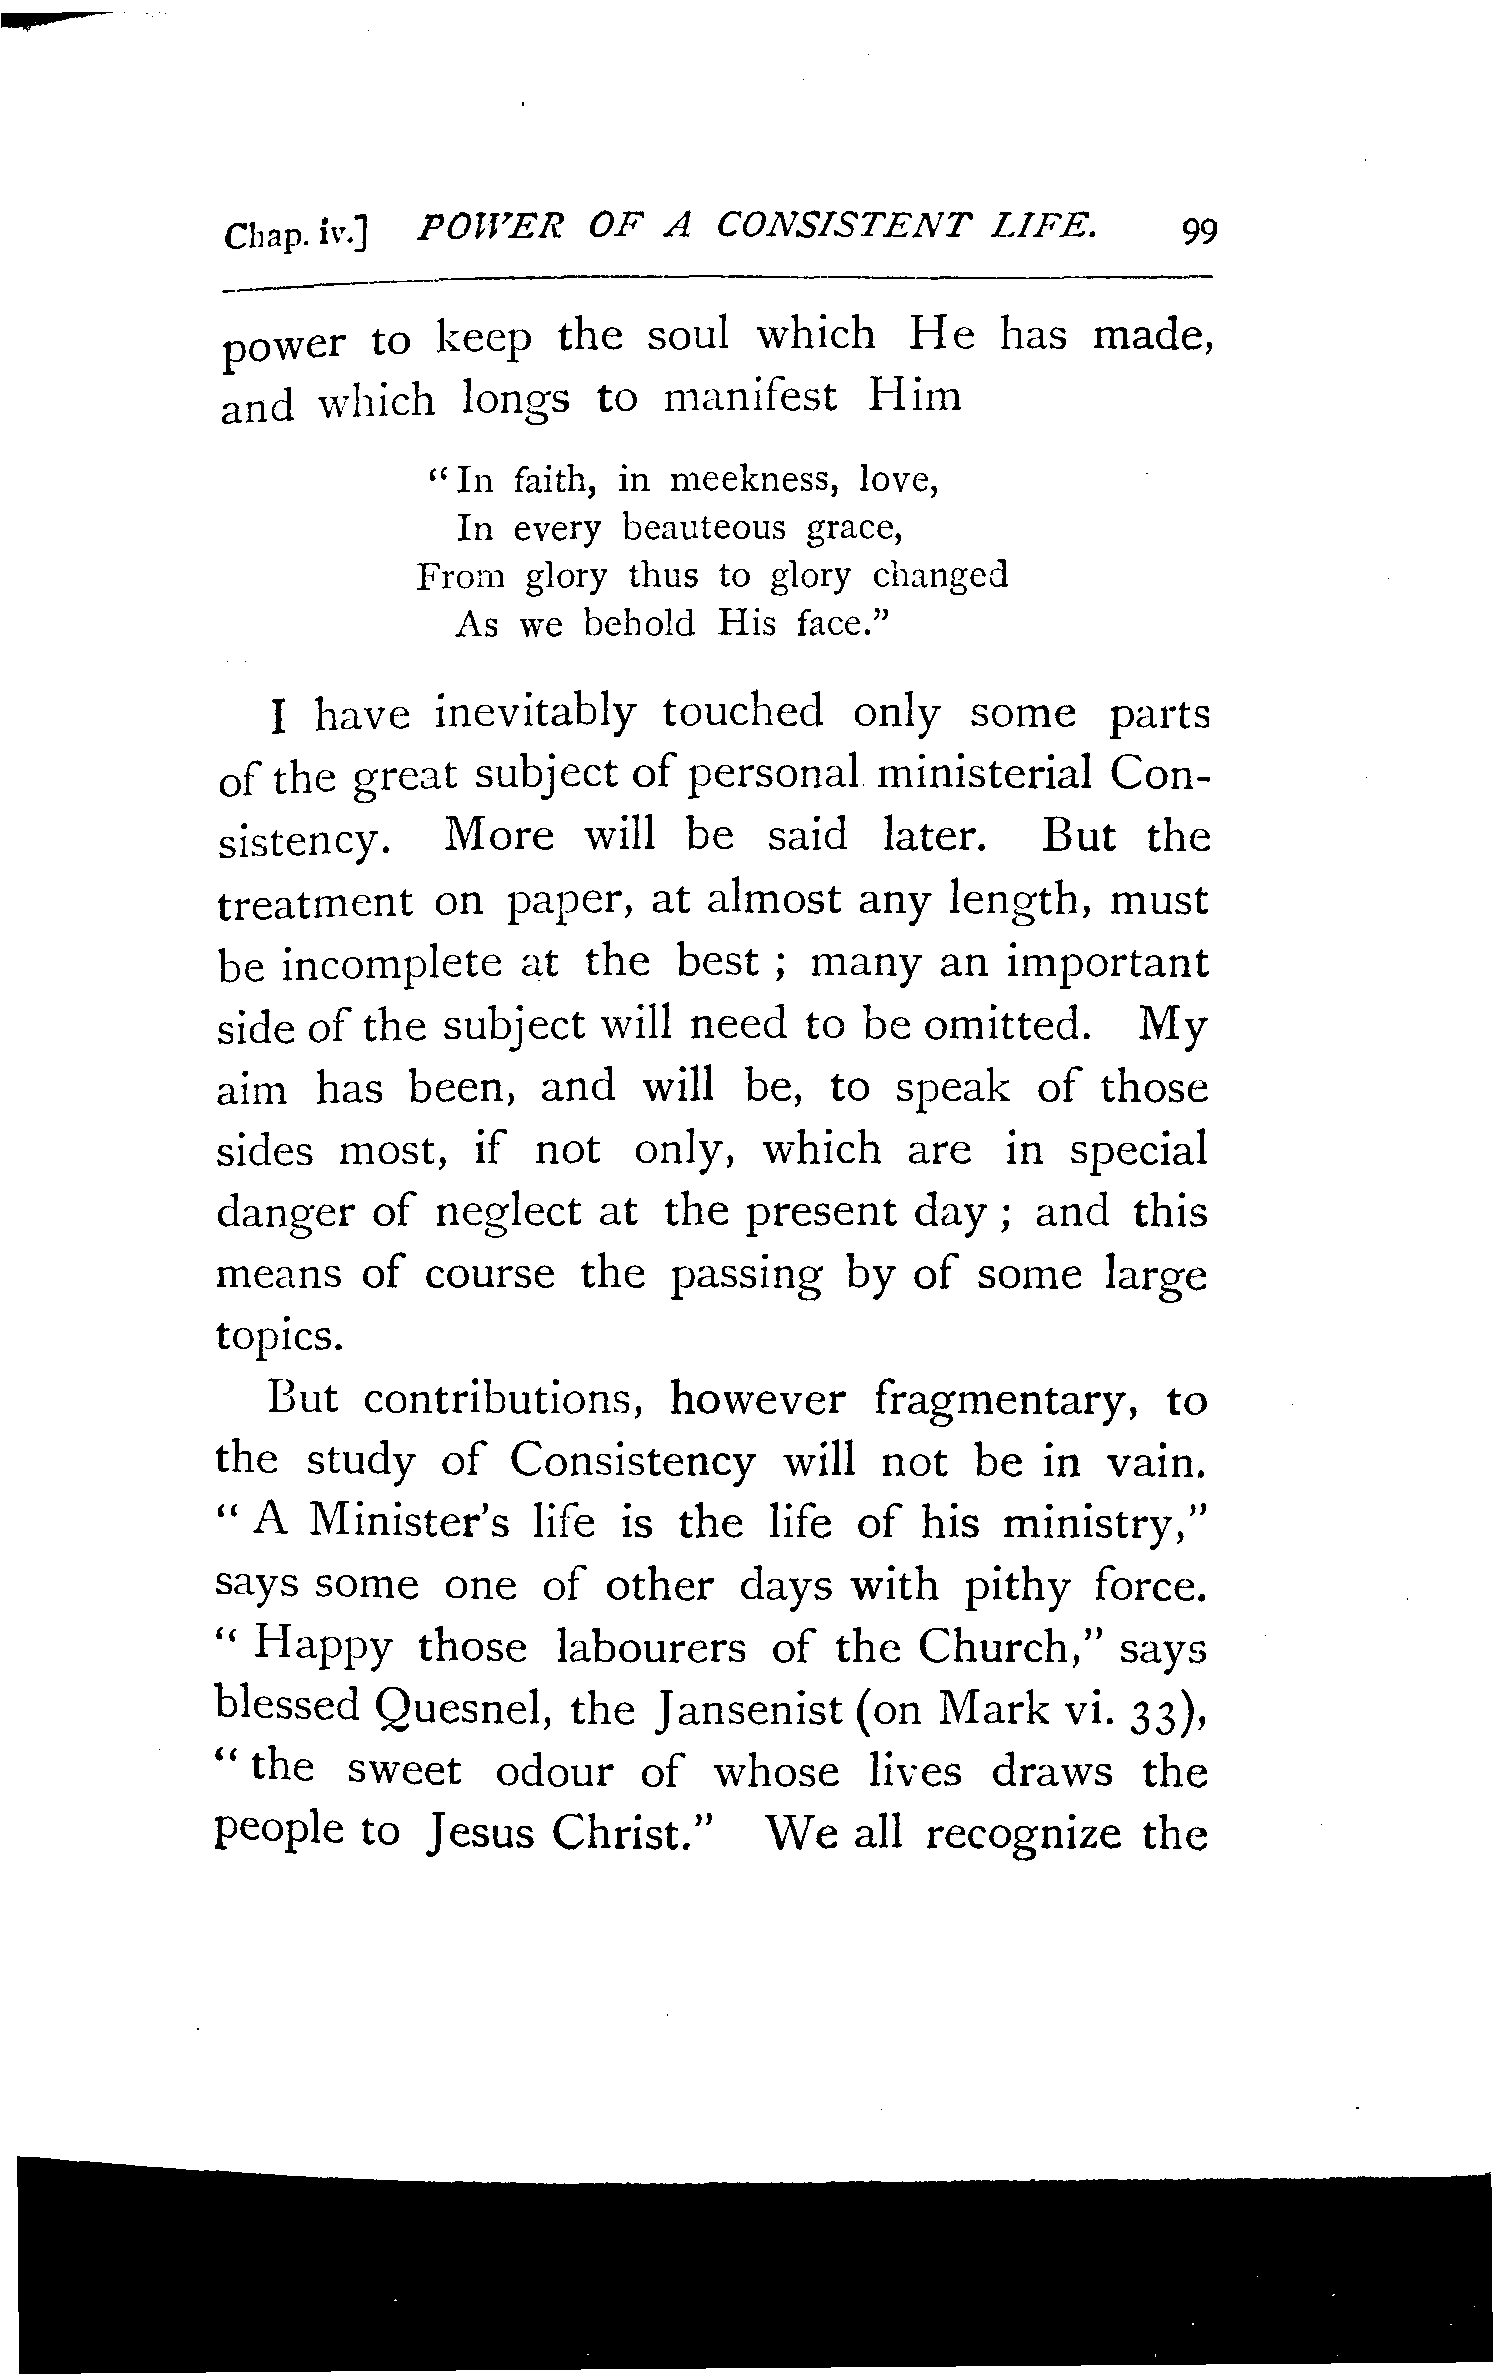 Chap. iv.] POWER OF A CONSISTENT LIFE. 99
power to keep the soul which He has made,
and which longs to manifest Him
"In faith, in meekness, love,
In every beauteous grace,
From glory thus to glory changed
As we behold His face."
I have inevitably touched only some parts
of the great subject of personal ministerial Con-
sistency. More will be said later. But the
treatment on paper, at almost any length, must
be incomplete at the best ; many an important
side of the subject will need to be omitted. My
aim has been, and will be, to speak of those
sides most, if not only, which are in special
danger of neglect at the present day ; and this
means of course the passing by of some large
topics.
But contributions, however fragmentary, to
the study of Consistency will not be in vain.
" A Minister's life is the life of his ministry,"
says some one of other days with pithy force.
" Happy those labourers of the Church," says
blessed Quesnel, the Jansenist (on Mark vi. 33),
" the sweet odour of whose lives draws the
people to Jesus Christ." We all recognize the